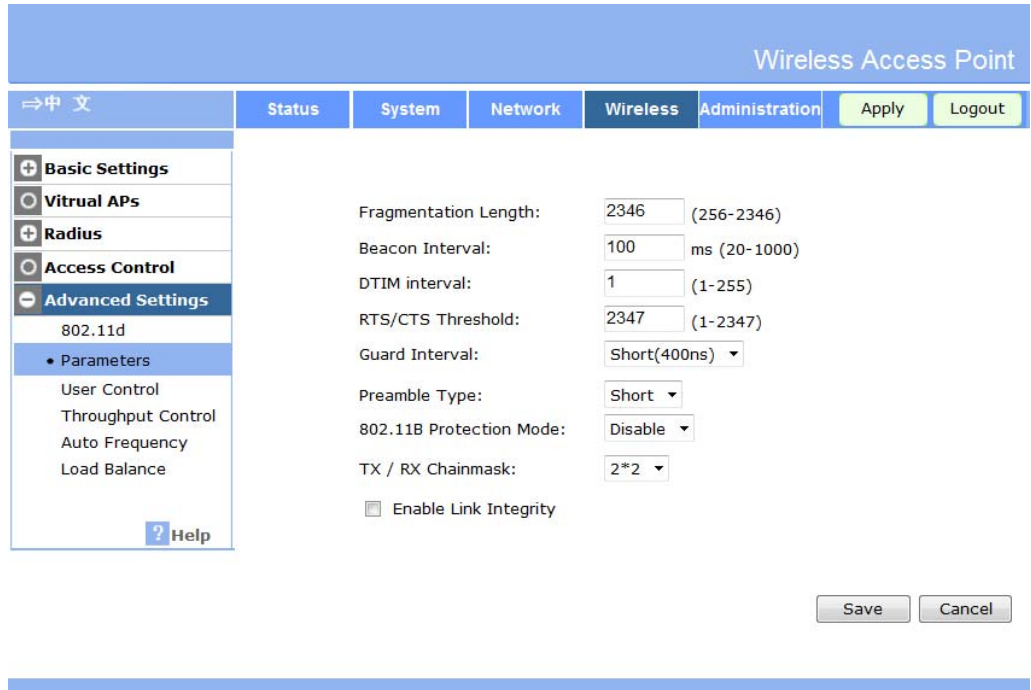 Wireless Access Point
⇒中 文
Status System Network Wireless Administration Apply Logout
Basic Settings
Vitrual APs
Radius
Access Control
Advanced Settings
802.11d
• Parameters
User Control
Throughput Control
Auto Frequency
Load Balance
? Help
Fragmentation Length: 2346 (256-2346)
Beacon Interval: 100 ms (20-1000)
DTIM interval: 1 (1-255)
RTS/CTS Threshold: 2347 (1-2347)
Guard Interval: Short(400ns)
Preamble Type: Short
802.11B Protection Mode: Disable
TX / RX Chainmask: 2*2
Enable Link Integrity
Save Cancel